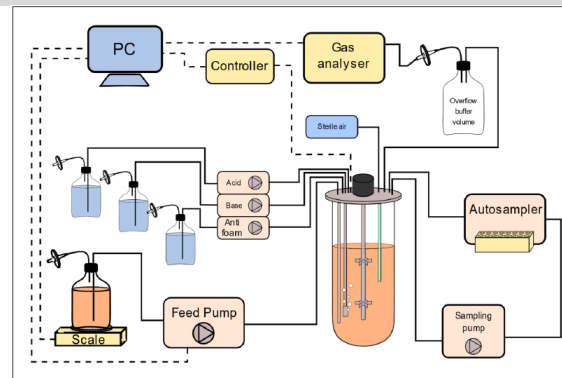 PC
Gas
analyser
Controller
Overflow
buffer
volume
Sterile air
Acid
Base
Anti
foam
Autosampler
Feed Pump
Sampling
pump
Scale